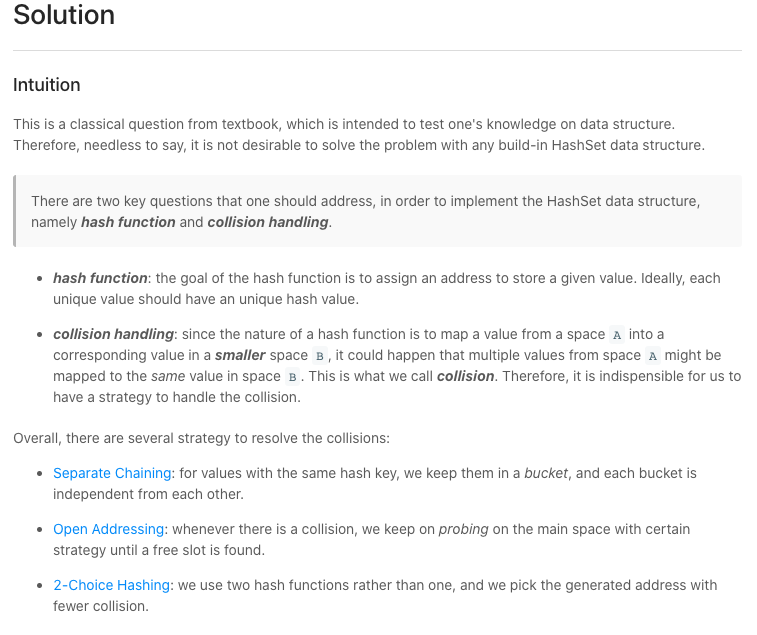 Solution
Intuition
This is a classical question from textbook, which is intended to test one's knowledge on data structure.
Therefore, needless to say, it is not desirable to solve the problem with any build-in HashSet data structure.
There are two key questions that one should address, in order to implement the HashSet data structure,
namely hash function and collision handling.
• hash function: the goal of the hash function is to assign an address to store a given value. Ideally, each
unique value should have an unique hash value.
• collision handling: since the nature of a hash function is to map a value from a space A into a
corresponding value in a smaller space B, it could happen that multiple values from space A might be
mapped to the same value in space B. This is what we call collision. Therefore, it is indispensible for us to
have a strategy to handle the collision.
Overall, there are several strategy to resolve the collisions:
• Separate Chaining: for values with the same hash key, we keep them in a bucket, and each bucket is
independent from each other.
• Open Addressing: whenever there is a collision, we keep on probing on the main space with certain
strategy until a free slot is found.
• 2-Choice Hashing: we use two hash functions rather than one, and we pick the generated address with
fewer collision.